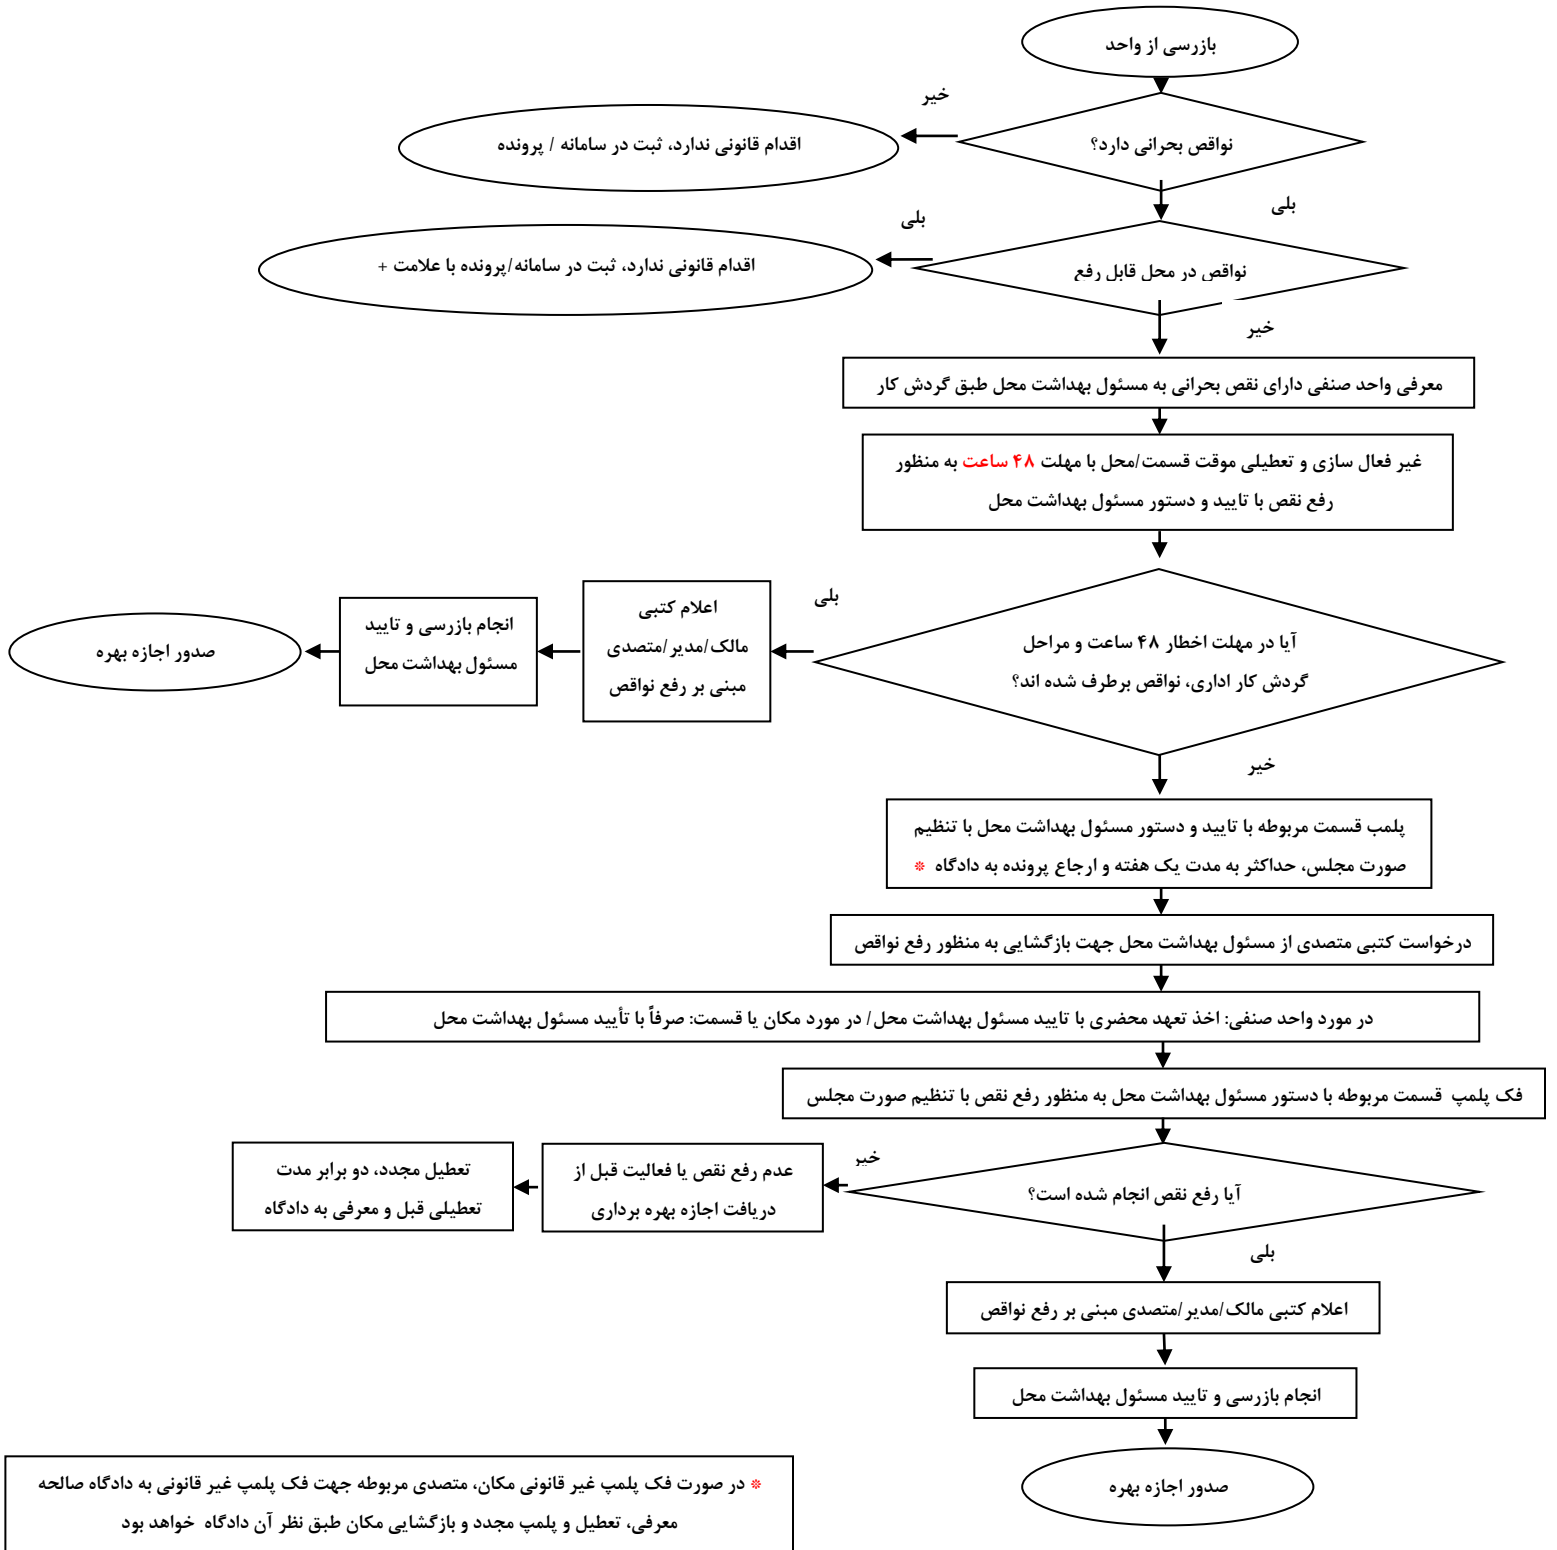 بازرسی از واحد
خیر
نواقص بحرانی دارد؟
اقدام قانونی ندارد، ثبت در سامانه / پرونده
بلی
بلی
نواقص در محل قابل رفع
اقدام قانونی ندارد، ثبت در سامانه/پرونده با علامت +
خیر
معرفی واحد صنفی دارای نقص بحرانی به مسئول بهداشت محل طبق گردش کار
غیر فعال سازی و تعطیلی موقت قسمت/محل با مهلت ۴۸ ساعت به منظور
رفع نقص با تایید و دستور مسئول بهداشت محل
آیا در مهلت اخطار ۴۸ ساعت و مراحل
گردش کار اداری، نواقص برطرف شده اند؟
بلی
اعلام کتبی
مالک/مدیر/متصدی
مبنی بر رفع نواقص
انجام بازرسی و تایید
مسئول بهداشت محل
صدور اجازه بهره
خیر
پلمب قسمت مربوطه با تایید و دستور مسئول بهداشت محل با تنظیم
صورت مجلس، حداکثر به مدت یک هفته و ارجاع پرونده به دادگاه *
درخواست کتبی متصدی از مسئول بهداشت محل جهت بازگشایی به منظور رفع نواقص
در مورد واحد صنفی: اخذ تعهد محضری با تایید مسئول بهداشت محل/ در مورد مکان یا قسمت: صرفاً با تأیید مسئول بهداشت محل
فک پلمپ قسمت مربوطه با دستور مسئول بهداشت محل به منظور رفع نقص با تنظیم صورت مجلس
آیا رفع نقص انجام شده است؟
خیر
عدم رفع نقص یا فعالیت قبل از
دریافت اجازه بهره برداری
تعطیل مجدد، دو برابر مدت
تعطیلی قبل و معرفی به دادگاه
بلی
اعلام کتبی مالک/مدیر/متصدی مبنی بر رفع نواقص
انجام بازرسی و تایید مسئول بهداشت محل
صدور اجازه بهره
* در صورت فک پلمپ غیر قانونی مکان، متصدی مربوطه جهت فک پلمپ غیر قانونی به دادگاه صالحه
معرفی، تعطیل و پلمپ مجدد و بازگشایی مکان طبق نظر آن دادگاه خواهد بود